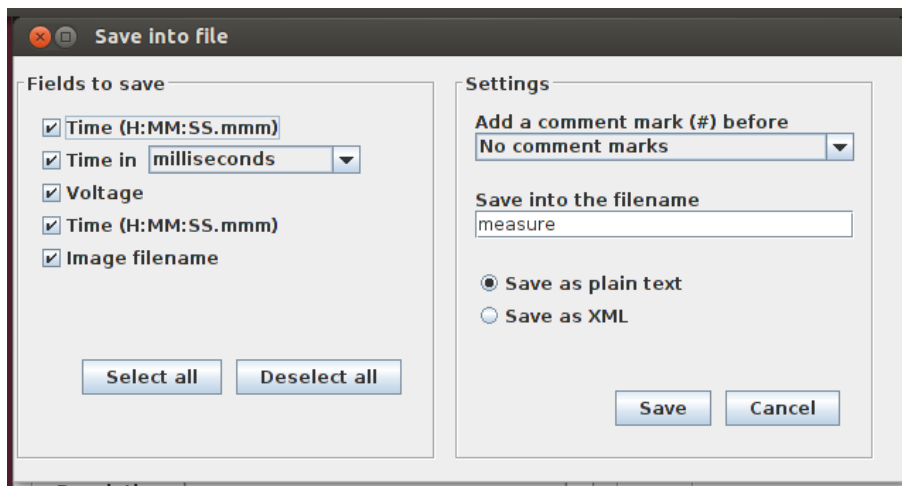 Save into file
Fields to save
Time (H:MM:SS.mmm)
Time in milliseconds
Voltage
Time (H:MM:SS.mmm)
Image filename
Select all Deselect all
Settings
Add a comment mark (#) before
No comment marks
Save into the filename
measure
Save as plain text
Save as XML
Save Cancel